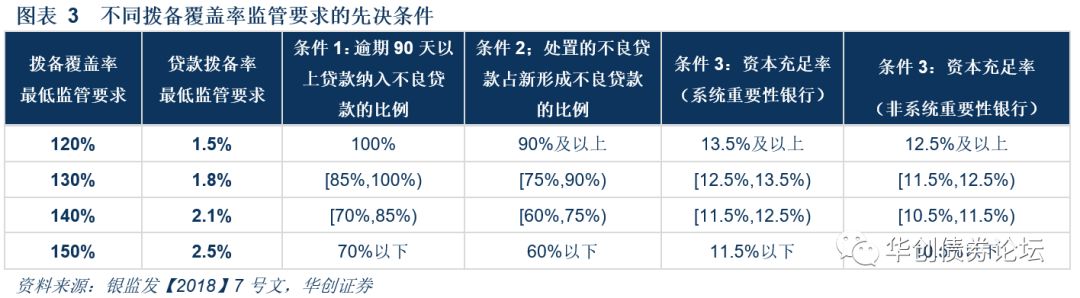 图表 3 不同拨备覆盖率监管要求的先决条件
拨备覆盖率
最低监管要求
贷款拨备率
最低监管要求
条件1:逾期90天以
上贷款纳入不良贷
款的比例
条件2;处置的不良贷
款占新形成不良贷款
的比例
条件3:资本充足率
(系统重要性银行)
条件3:资本充足率
(非系统重要性银行)
120% 1.5% 100% 90%及以上 13.5%及以上 12.5%及以上
130% 1.8% [85%,100%) [75%,90%) [12.5%,13.5%) [11.5%,12.5%)
140% 2.1% [70%,85%) [60%,75%) [11.5%,12.5%) [10.5%,11.5%)
150% 2.5% 70%以下 60%以下 11.5%以下
华创债券论坛
资料来源:银监发【2018】7号文,华创证券